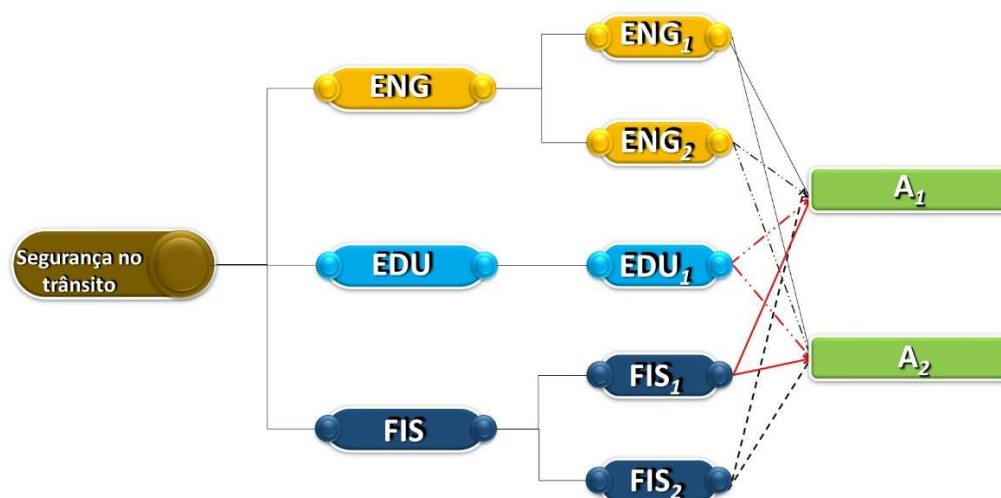 ENG₁
ENG
ENG₂
A₁
Segurança no
trânsito
EDU
EDU₁
A₂
FIS₁
FIS
FIS₂